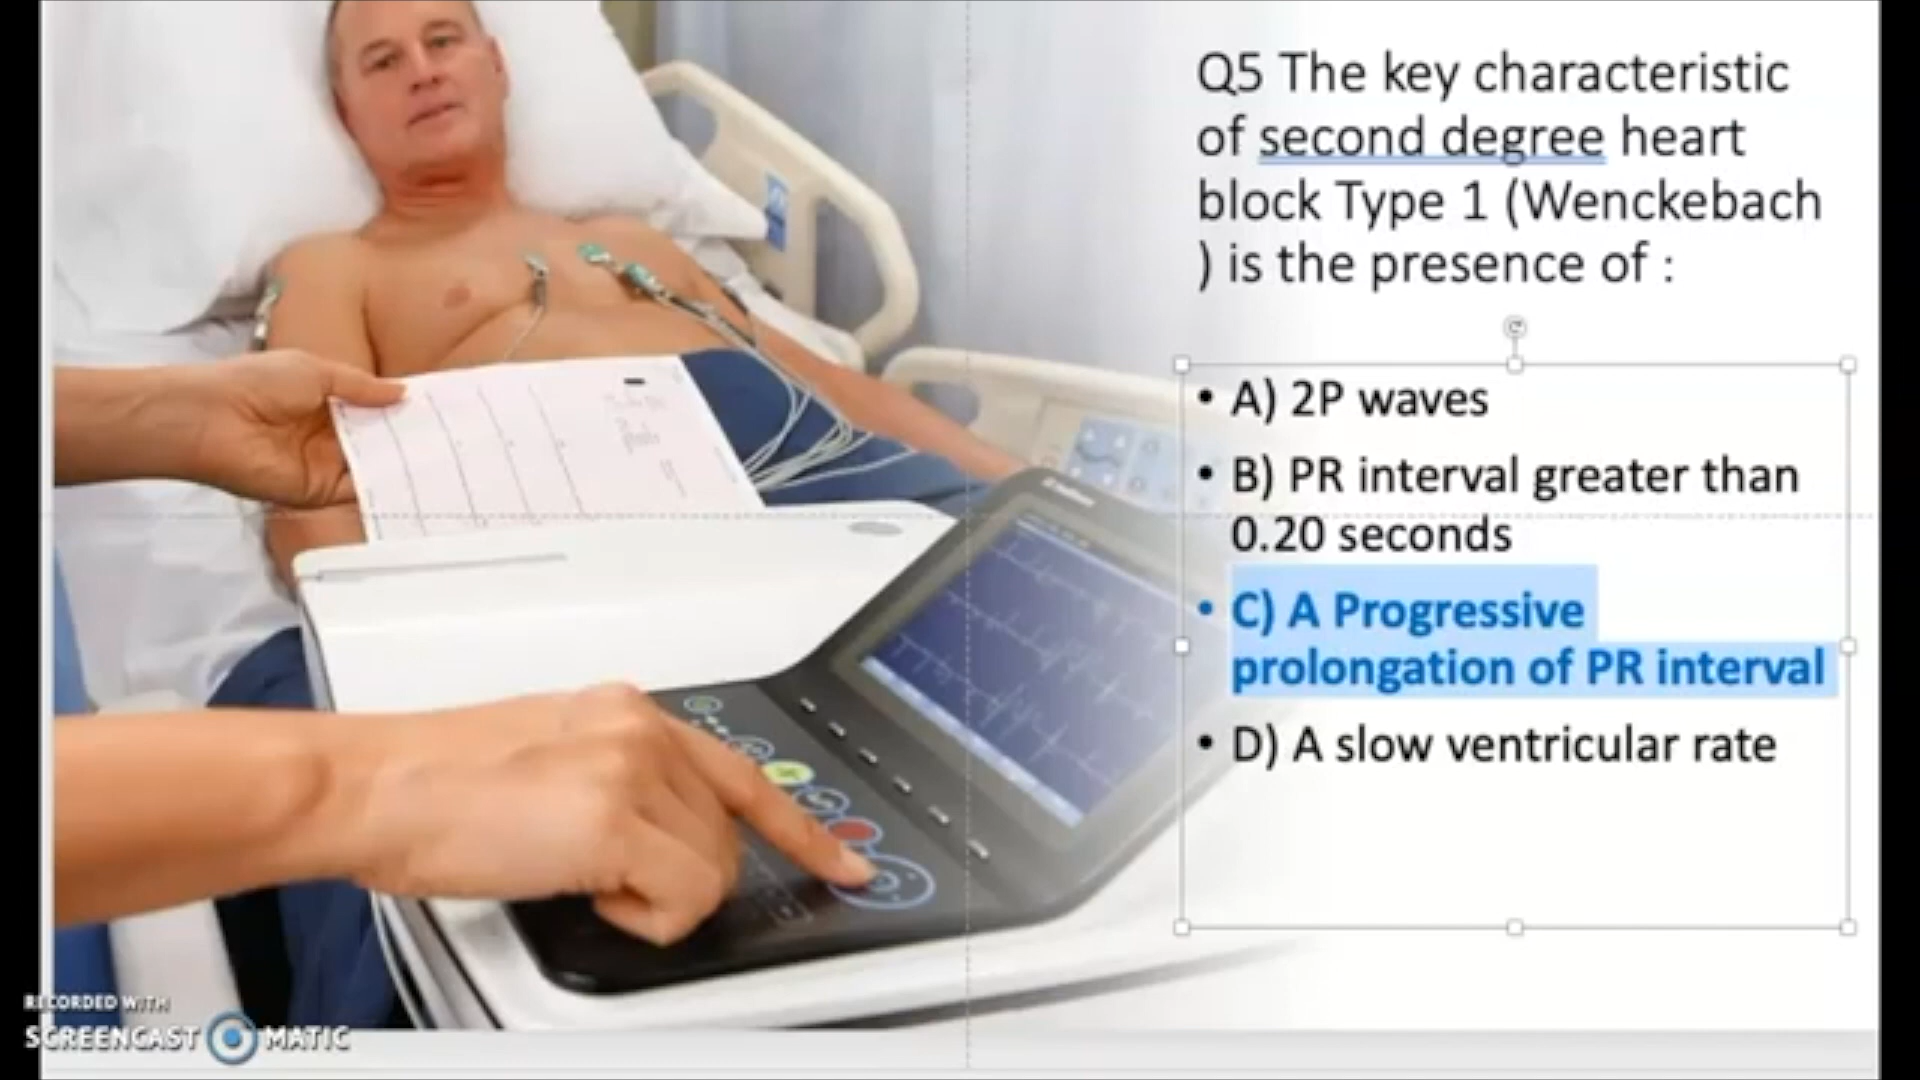 Q5 The key characteristic
of second degree heart
block Type 1 (Wenckebach
) is the presence of :
• A) 2P waves
• B) PR interval greater than
0.20 seconds
• C) A Progressive
prolongation of PR interval
• D) A slow ventricular rate
RECORDED WITH
SCREENCAST MATIC